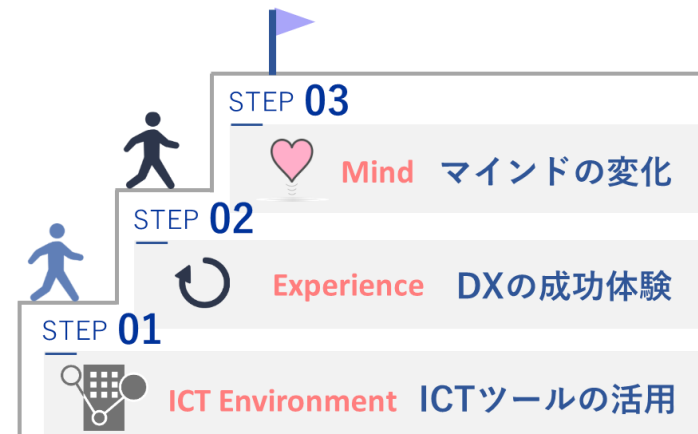 STEP 03
Mind マインドの変化
STEP 02
Experience DXの成功体験
STEP 01
ICT Environment ICTツールの活用